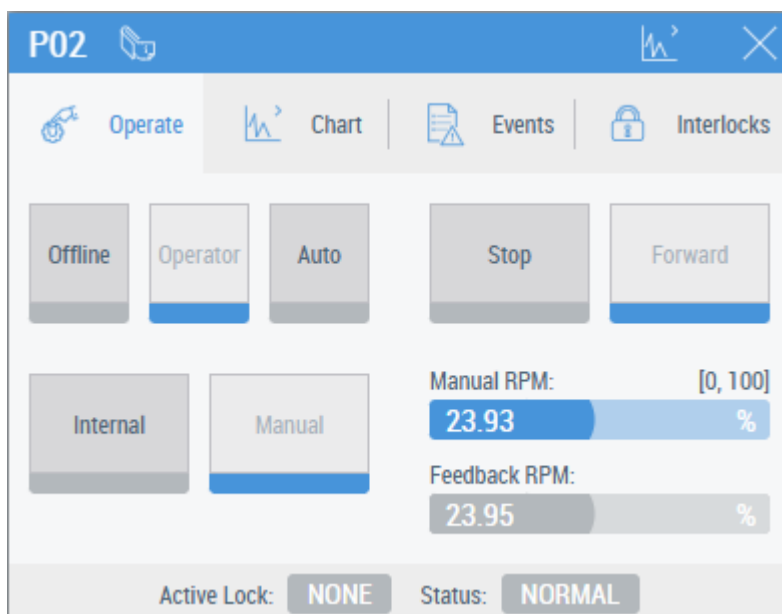 P02
Operate Chart Events Interlocks
Offline Operator Auto Stop Forward
Internal Manual
Manual RPM: [0, 100]
23.93 %
Feedback RPM:
23.95 %
Active Lock: NONE Status: NORMAL